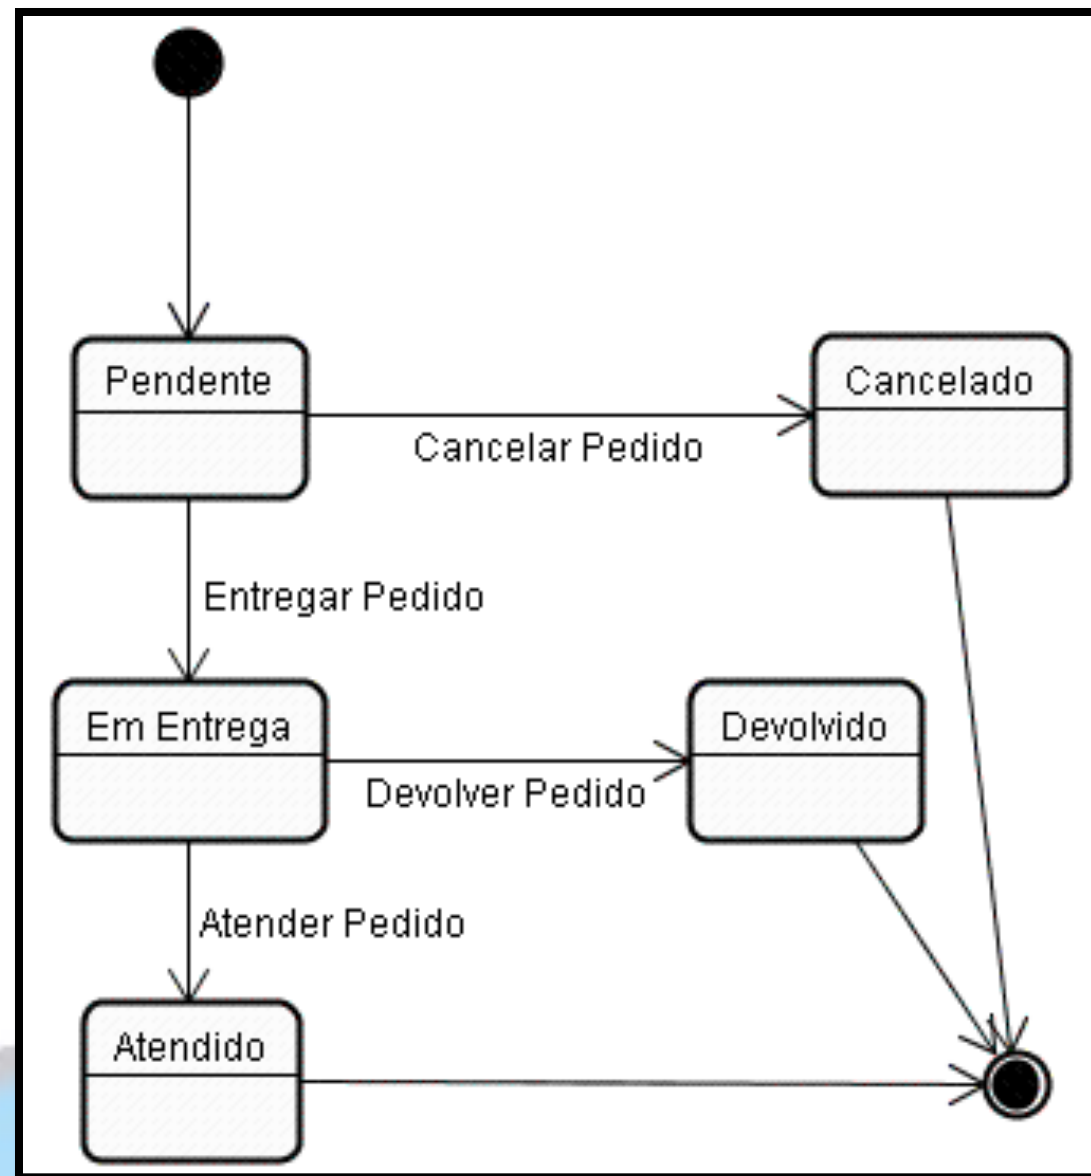 Pendente
Cancelado
Cancelar Pedido
Entregar Pedido
Em Entrega
Devolvido
Devolver Pedido
Atender Pedido
Atendido